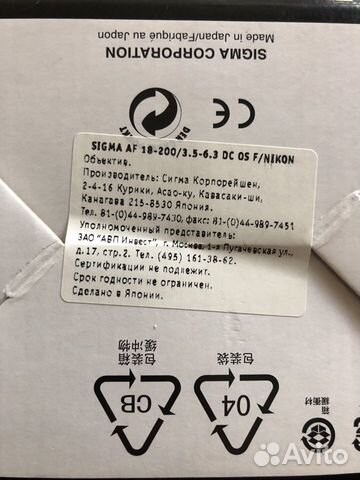 SIGMA CORPORATION
Made in Japan/Fabriqué au Japon
CE
SIGMA AF 18-200/3.5-6.3 DC OS F/NIKON
Объектив.
Производитель: Сигма Корпорейшен,
2-4-16 Курики, Асао-ку, Кавасаки-ши,
Канагава 215-8530 Япония.
Тел. 81-(0)44-989-7430, факс: 81-(0)44-989-7451
Уполномоченный представитель:
ЗАО "АВП Инвест", г. Москва, 1-я Пугачевская ул.,
д.17, стр.2. Тел. (495) 161-38-62.
Сертификации не подлежит.
Срок годности не ограничен.
Сделано в Японии.
包装箱
缓冲物
包装袋
CB
04
箱
緩衝材
Avito